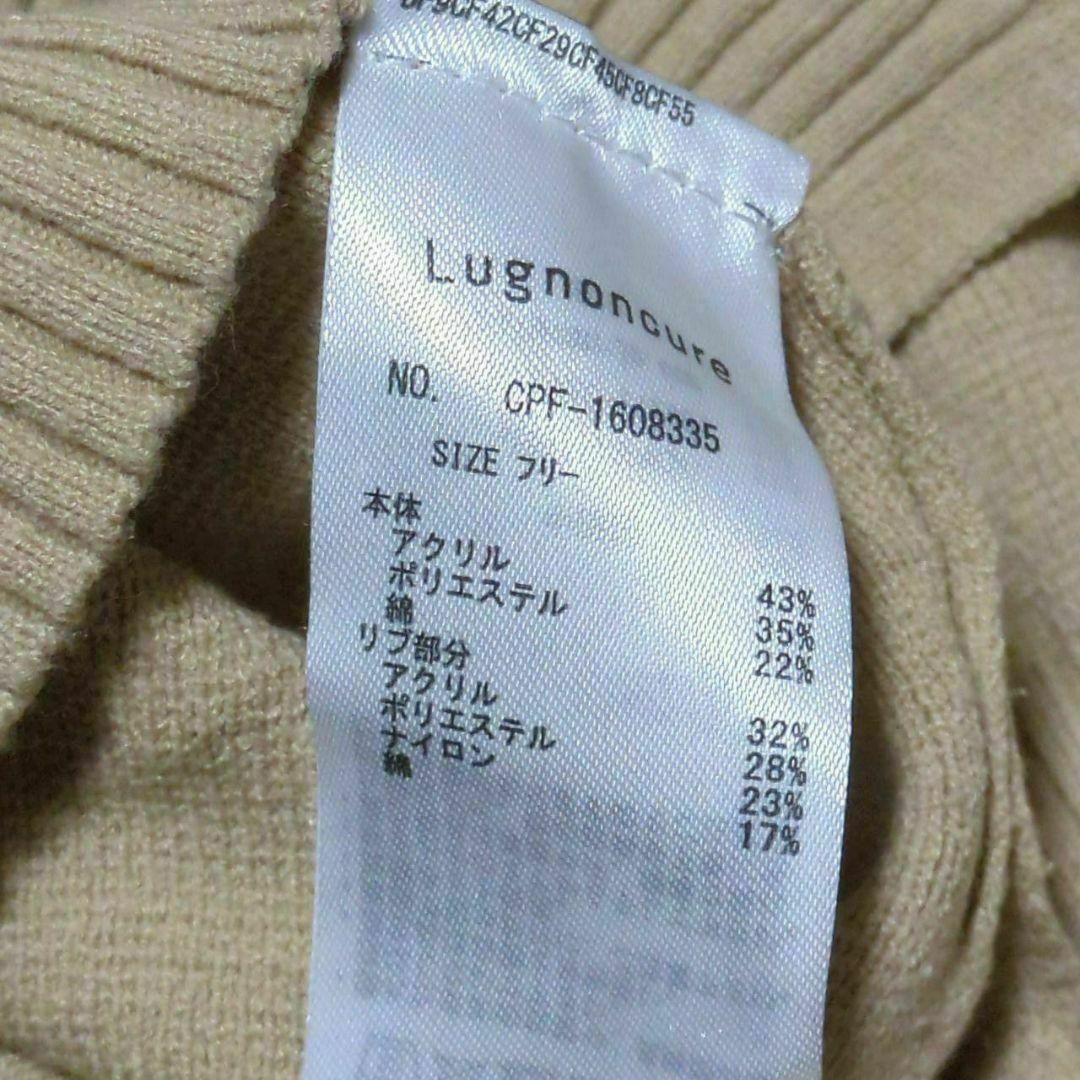 CF42CF29CF45CF8CF55
Lugnoncure
NO. CPF-1608335
SIZE フリー
本体
アクリル 43%
ポリエステル 35%
綿 22%
リブ部分
アクリル 32%
ポリエステル 28%
ナイロン 23%
綿 17%